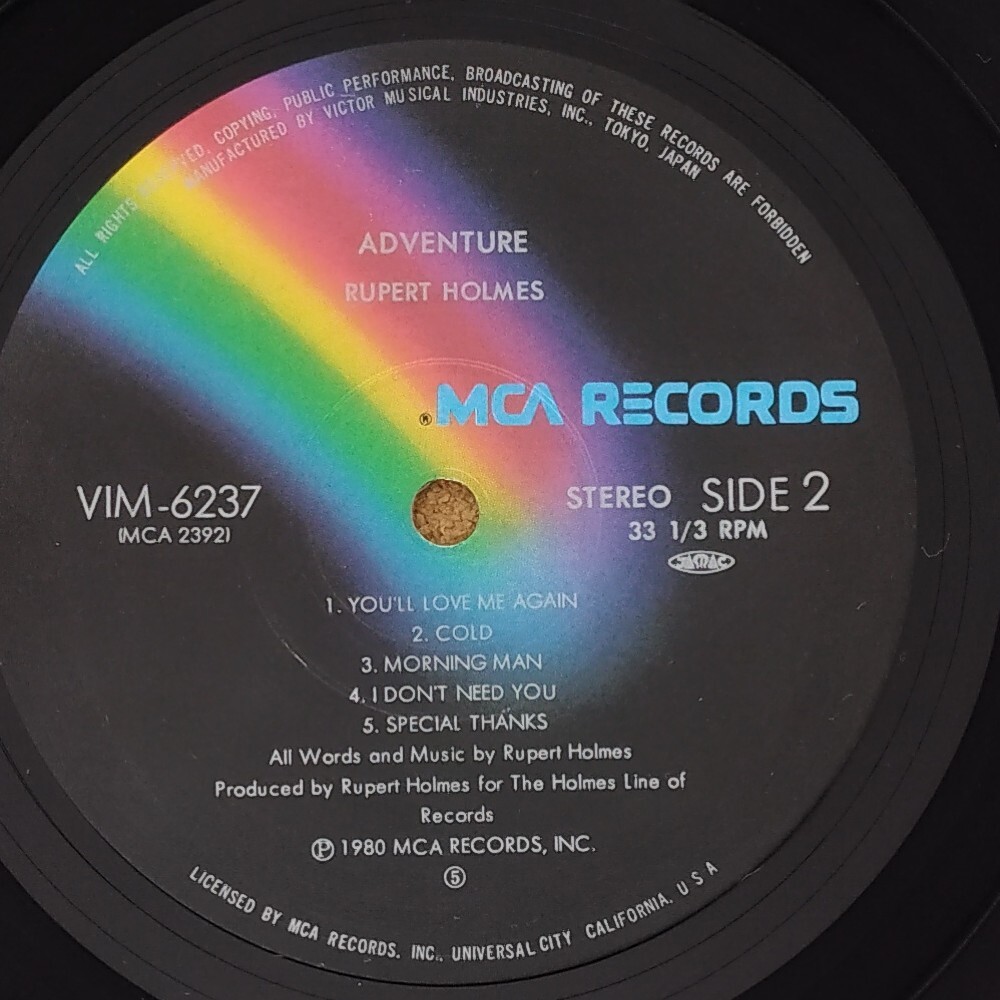 ALL RIGHTS RESERVED. COPYING, PUBLIC PERFORMANCE, BROADCASTING OF THESE RECORDS ARE FORBIDDEN
MANUFACTURED BY VICTOR MUSICAL INDUSTRIES, INC., TOKYO, JAPAN
ADVENTURE
RUPERT HOLMES
® MCA RECORDS
VIM-6237
(MCA 2392)
STEREO SIDE 2
33 1/3 RPM
JASRAC
1. YOU'LL LOVE ME AGAIN
2. COLD
3. MORNING MAN
4. I DON'T NEED YOU
5. SPECIAL THANKS
All Words and Music by Rupert Holmes
Produced by Rupert Holmes for The Holmes Line of
Records
Ⓟ 1980 MCA RECORDS, INC.
⑤
LICENSED BY MCA RECORDS, INC., UNIVERSAL CITY CALIFORNIA, U S A